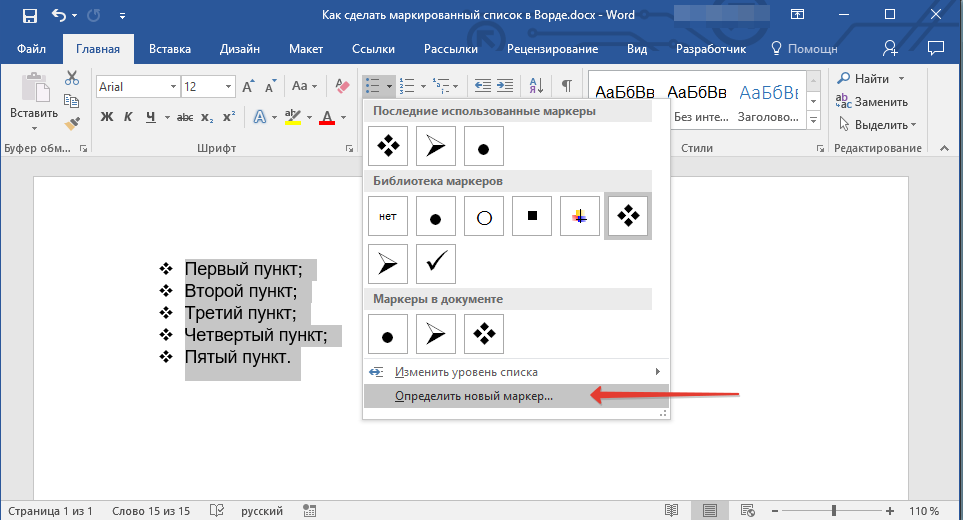 Как сделать маркированный список в Ворде.docx - Word
Файл Главная Вставка Дизайн Макет Ссылки Рассылки Рецензирование Вид Разработчик Помощн
Вставить
Arial 12 Aa
Ж К Ч abc x₂ x² A aby A
АаБбВв АаБбВв АаБбВв
Без инте... Заголово...
Найти
Заменить
Выделить
Буфер обм... Шрифт Стили Редактирование
Последние использованные маркеры
Библиотека маркеров
нет
Маркеры в документе
Изменить уровень списка
Определить новый маркер...
❖ Первый пункт;
❖ Второй пункт;
❖ Третий пункт;
❖ Четвертый пункт;
❖ Пятый пункт.
Страница 1 из 1 Слово 15 из 15 русский 110 %